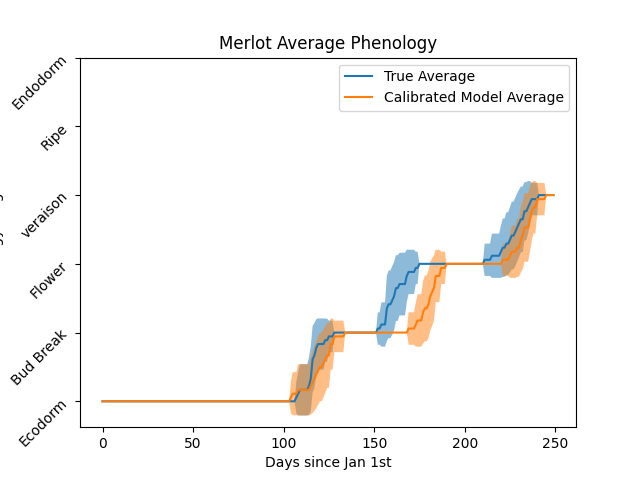 Merlot Average Phenology
True Average
Calibrated Model Average
Endodorm
Ripe
veraison
Flower
Bud Break
Ecodorm
0 50 100 150 200 250
Days since Jan 1st